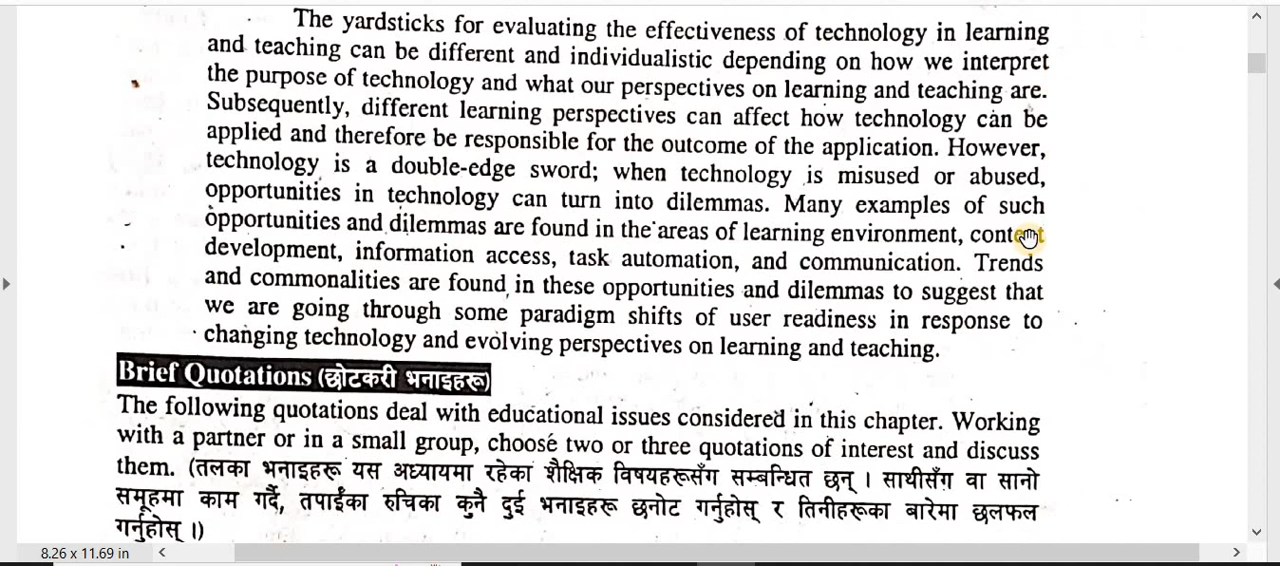 The yardsticks for evaluating the effectiveness of technology in learning
and teaching can be different and individualistic depending on how we interpret
the purpose of technology and what our perspectives on learning and teaching are.
Subsequently, different learning perspectives can affect how technology can be
applied and therefore be responsible for the outcome of the application. However,
technology is a double-edge sword; when technology is misused or abused,
opportunities in technology can turn into dilemmas. Many examples of such
opportunities and dilemmas are found in the areas of learning environment, content
development, information access, task automation, and communication. Trends
and commonalities are found in these opportunities and dilemmas to suggest that
we are going through some paradigm shifts of user readiness in response to
changing technology and evolving perspectives on learning and teaching.
Brief Quotations (छोटकरी भनाइहरू)
The following quotations deal with educational issues considered in this chapter. Working
with a partner or in a small group, choose two or three quotations of interest and discuss
them. (तलका भनाइहरू यस अध्यायमा रहेका शैक्षिक विषयहरूसँग सम्बन्धित छन् । साथीसँग वा सानो
समूहमा काम गर्दै, तपाईंका रुचिका कुनै दुई भनाइहरू छनोट गर्नुहोस् र तिनीहरूका बारेमा छलफल
गर्नुहोस् ।)
8.26 x 11.69 in